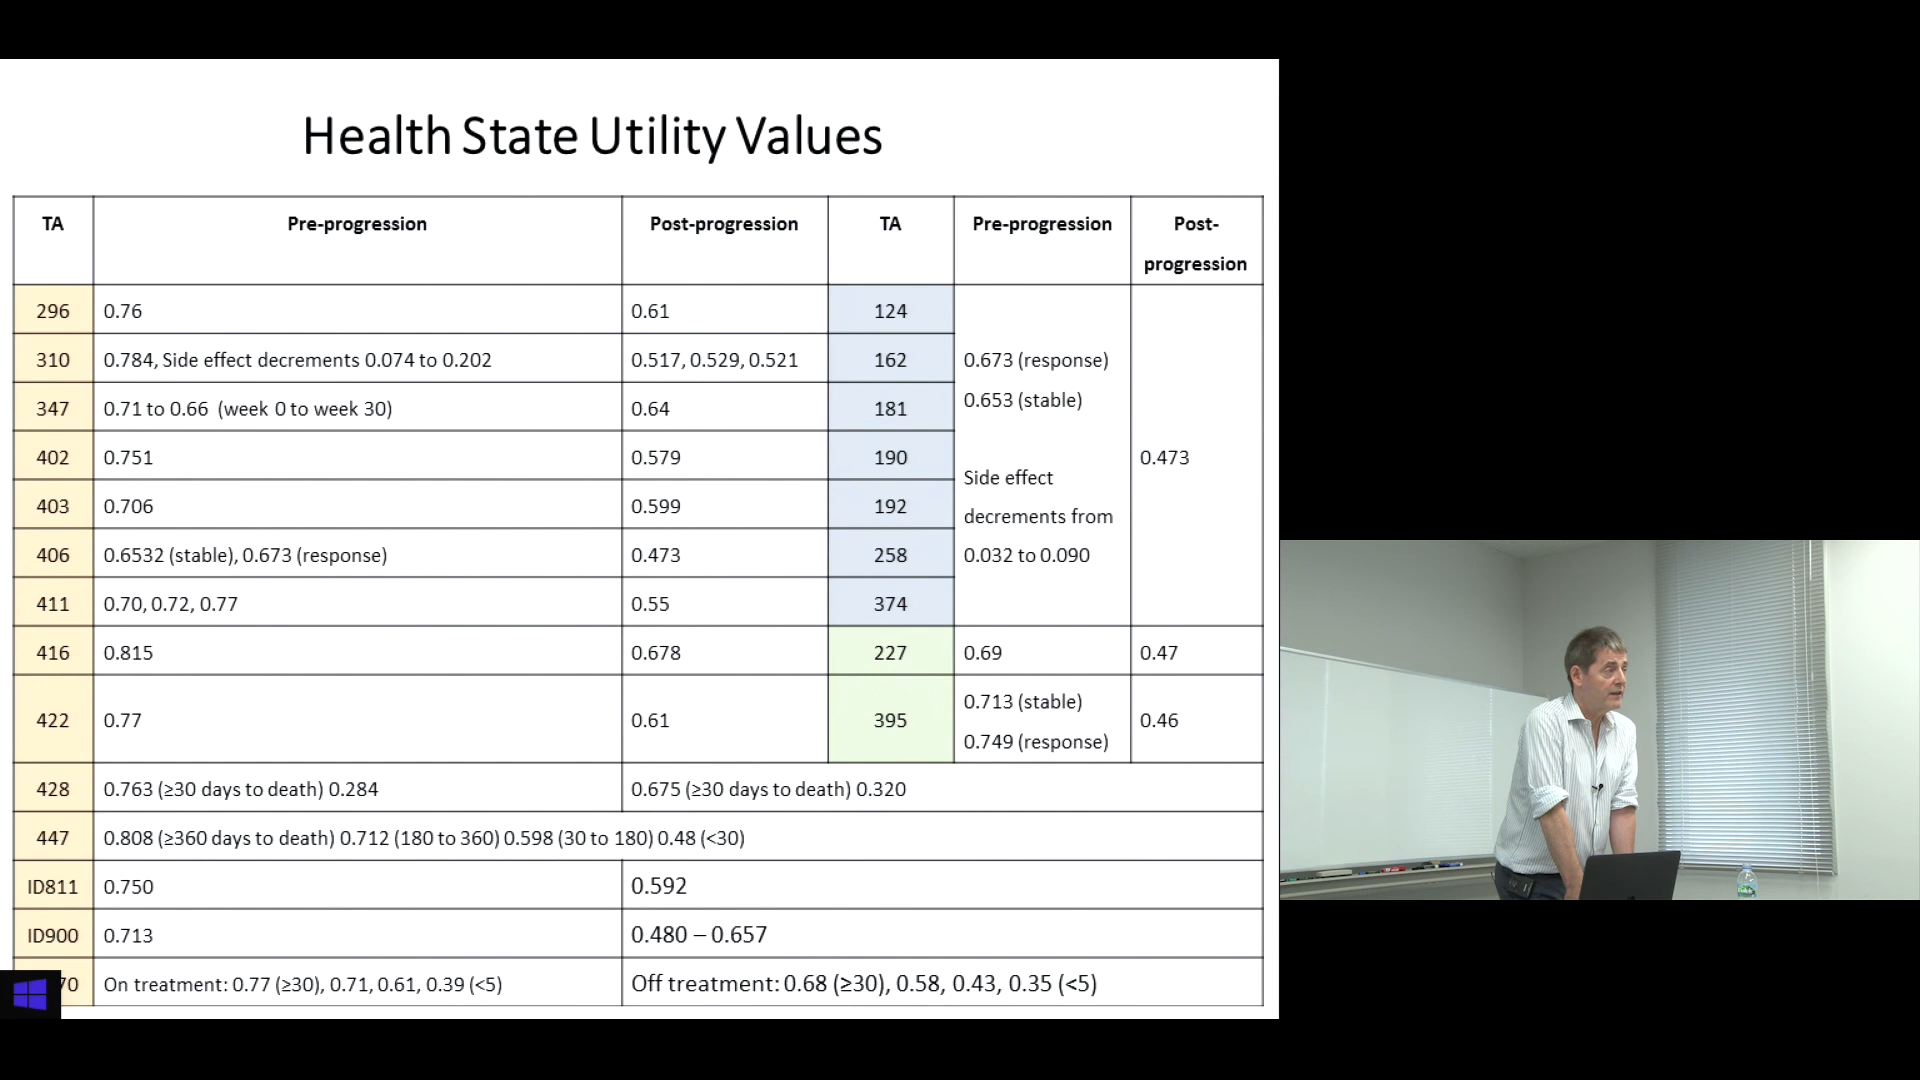 Health State Utility Values
TA Pre-progression Post-progression TA Pre-progression Post-
progression
296 0.76 0.61 124
310 0.784, Side effect decrements 0.074 to 0.202 0.517, 0.529, 0.521 162 0.673 (response)
347 0.71 to 0.66 (week 0 to week 30) 0.64 181 0.653 (stable)
402 0.751 0.579 190 Side effect 0.473
403 0.706 0.599 192 decrements from
406 0.6532 (stable), 0.673 (response) 0.473 258 0.032 to 0.090
411 0.70, 0.72, 0.77 0.55 374
416 0.815 0.678 227 0.69 0.47
422 0.77 0.61 395 0.713 (stable) 0.46
0.749 (response)
428 0.763 (≥30 days to death) 0.284 0.675 (≥30 days to death) 0.320
447 0.808 (≥360 days to death) 0.712 (180 to 360) 0.598 (30 to 180) 0.48 (<30)
ID811 0.750 0.592
ID900 0.713 0.480 – 0.657
70 On treatment: 0.77 (≥30), 0.71, 0.61, 0.39 (<5) Off treatment: 0.68 (≥30), 0.58, 0.43, 0.35 (<5)